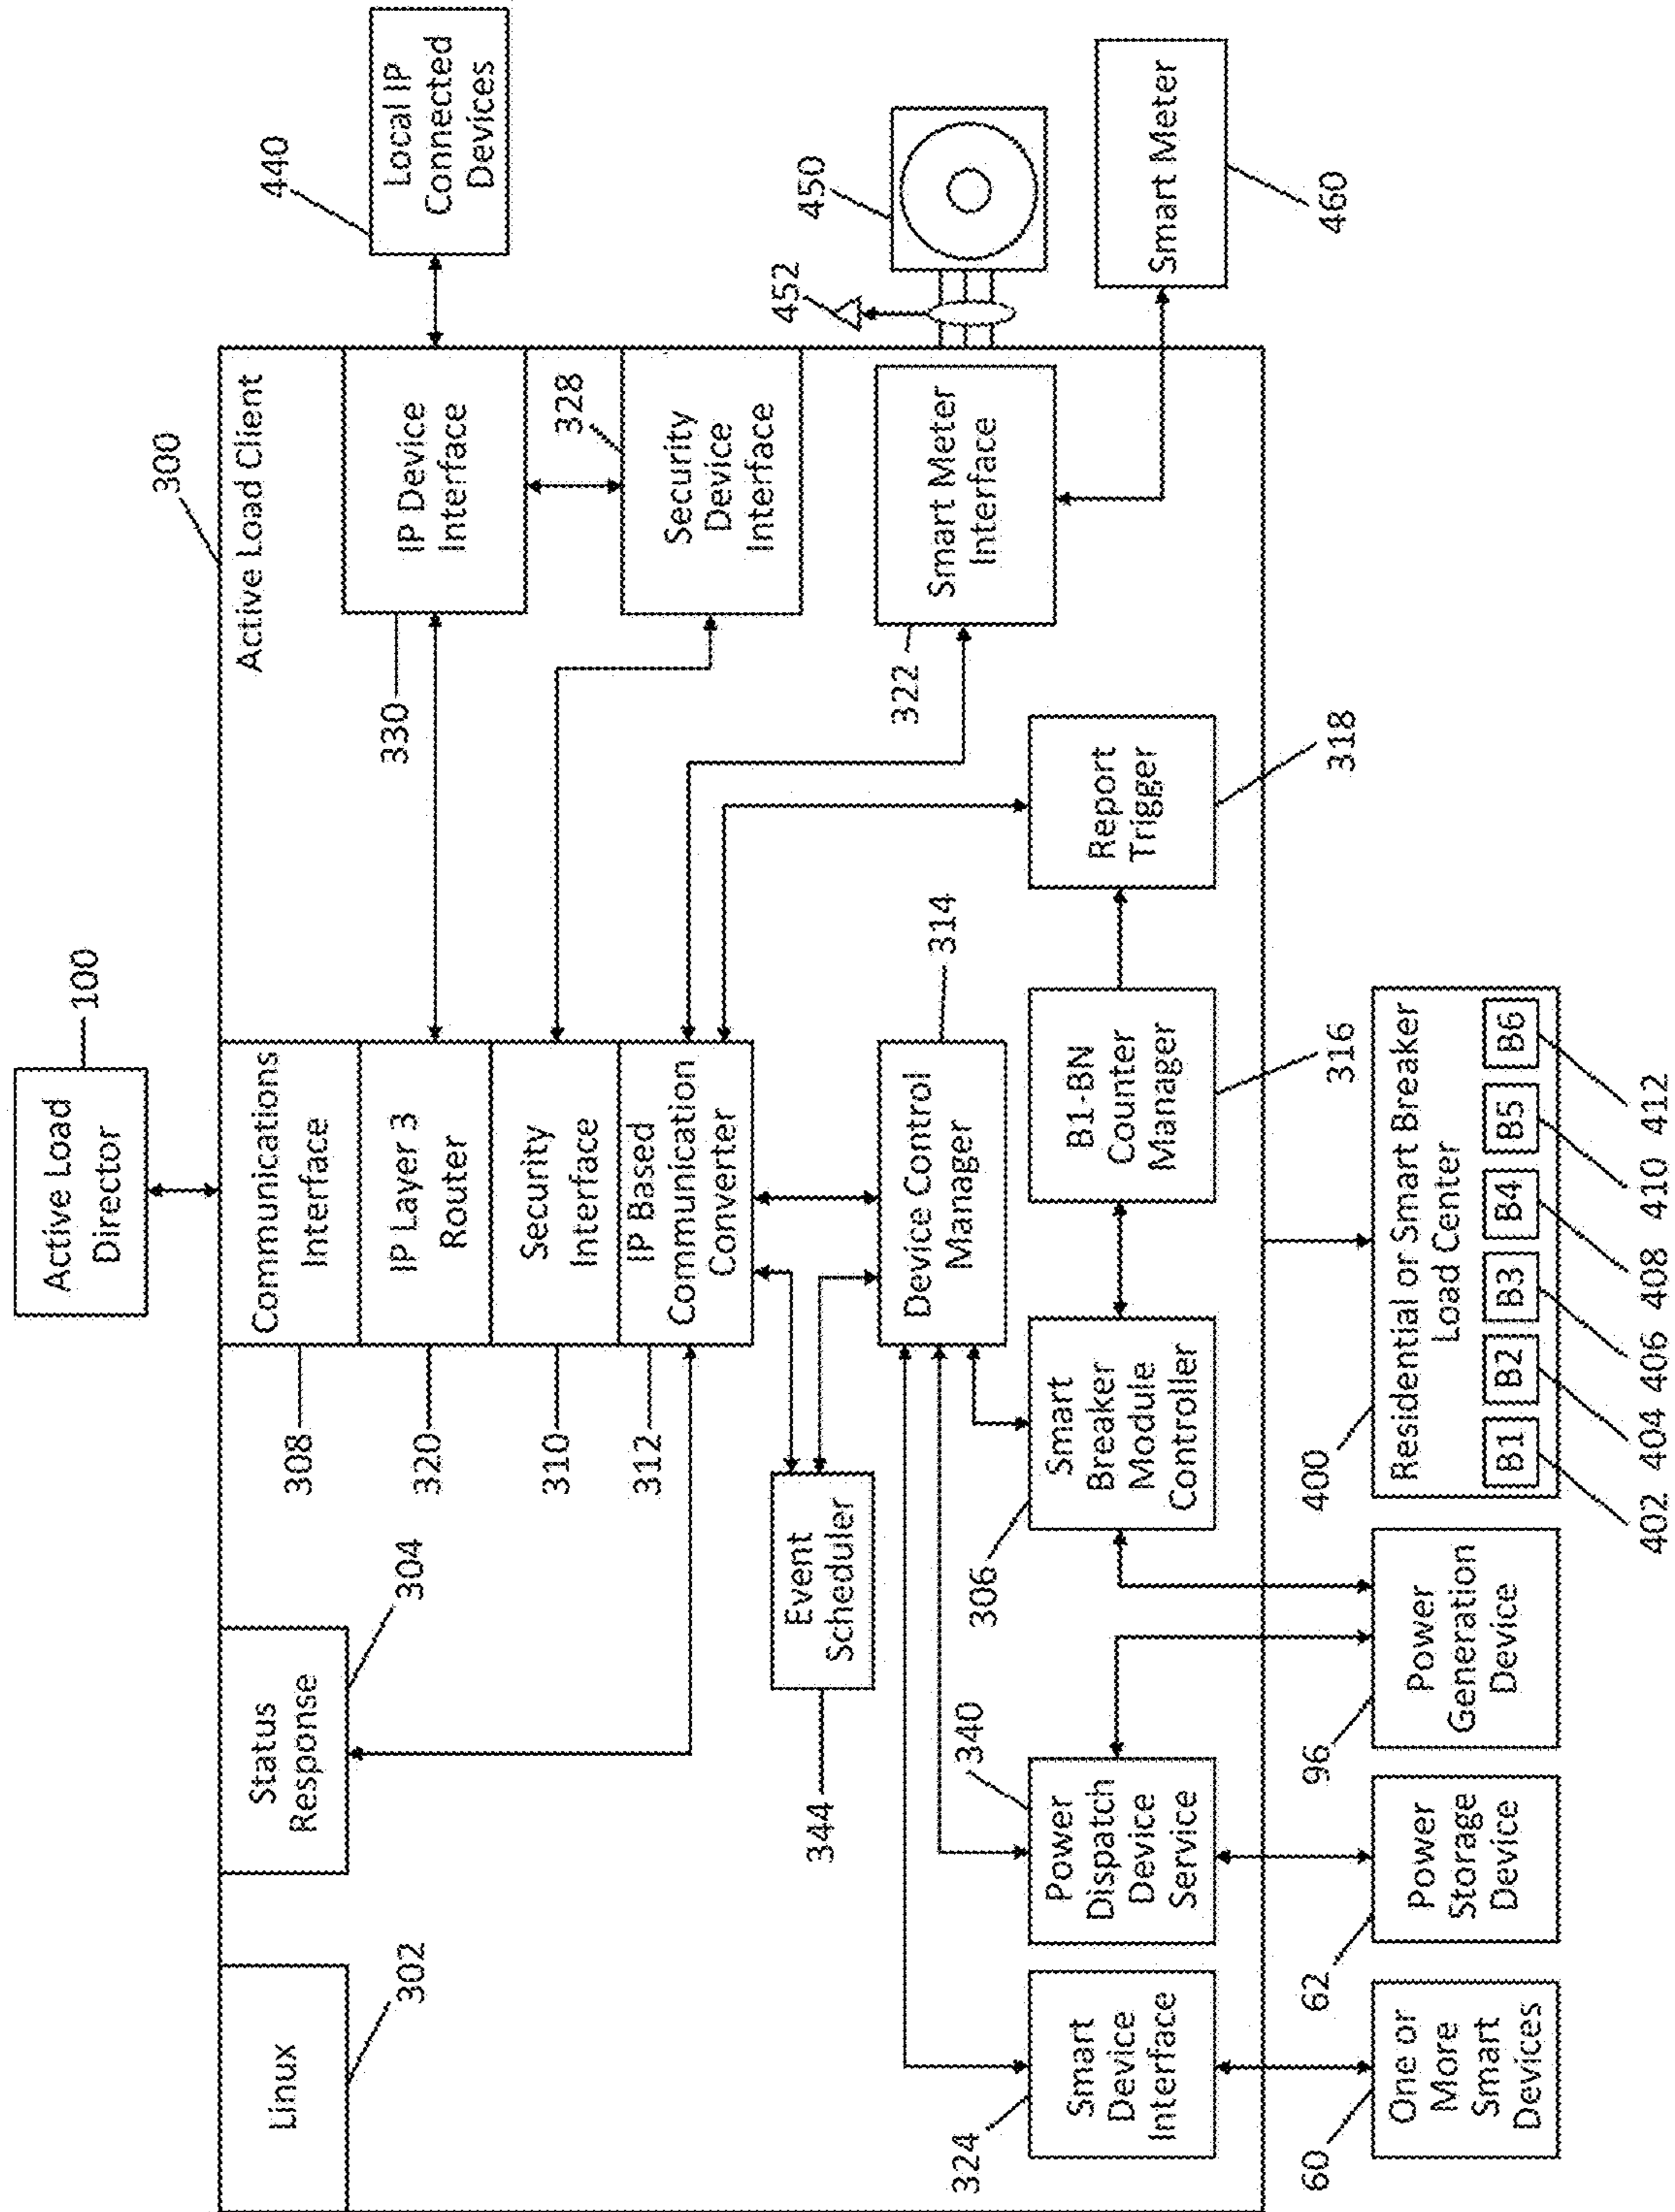 Active Load
Director
100
300
Active Load Client
Linux
302
Status
Response
304
Communications
Interface
308
IP Layer 3
Router
320
Security
Interface
310
IP Based
Communication
Converter
312
IP Device
Interface
330
440
Local IP
Connected
Devices
328
Security
Device
Interface
Event
Scheduler
344
Device Control
Manager
314
322
Smart Meter
Interface
452
450
Smart Meter
460
324
Smart
Device
Interface
340
Power
Dispatch
Device
Service
306
Smart
Breaker
Module
Controller
B1-BN
Counter
Manager
316
Report
Trigger
318
60
One or
More
Smart
Devices
62
Power
Storage
Device
96
Power
Generation
Device
400
Residential or Smart Breaker
Load Center
B1 B2 B3 B4 B5 B6
402 404 406 408 410 412